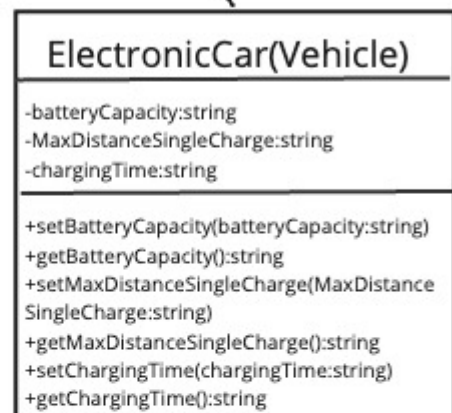 ElectronicCar(Vehicle)
-batteryCapacity:string
-MaxDistanceSingleCharge:string
-chargingTime:string
+setBatteryCapacity(batteryCapacity:string)
+getBatteryCapacity():string
+setMaxDistanceSingleCharge(MaxDistance
SingleCharge:string)
+getMaxDistanceSingleCharge():string
+setChargingTime(chargingTime:string)
+getChargingTime():string